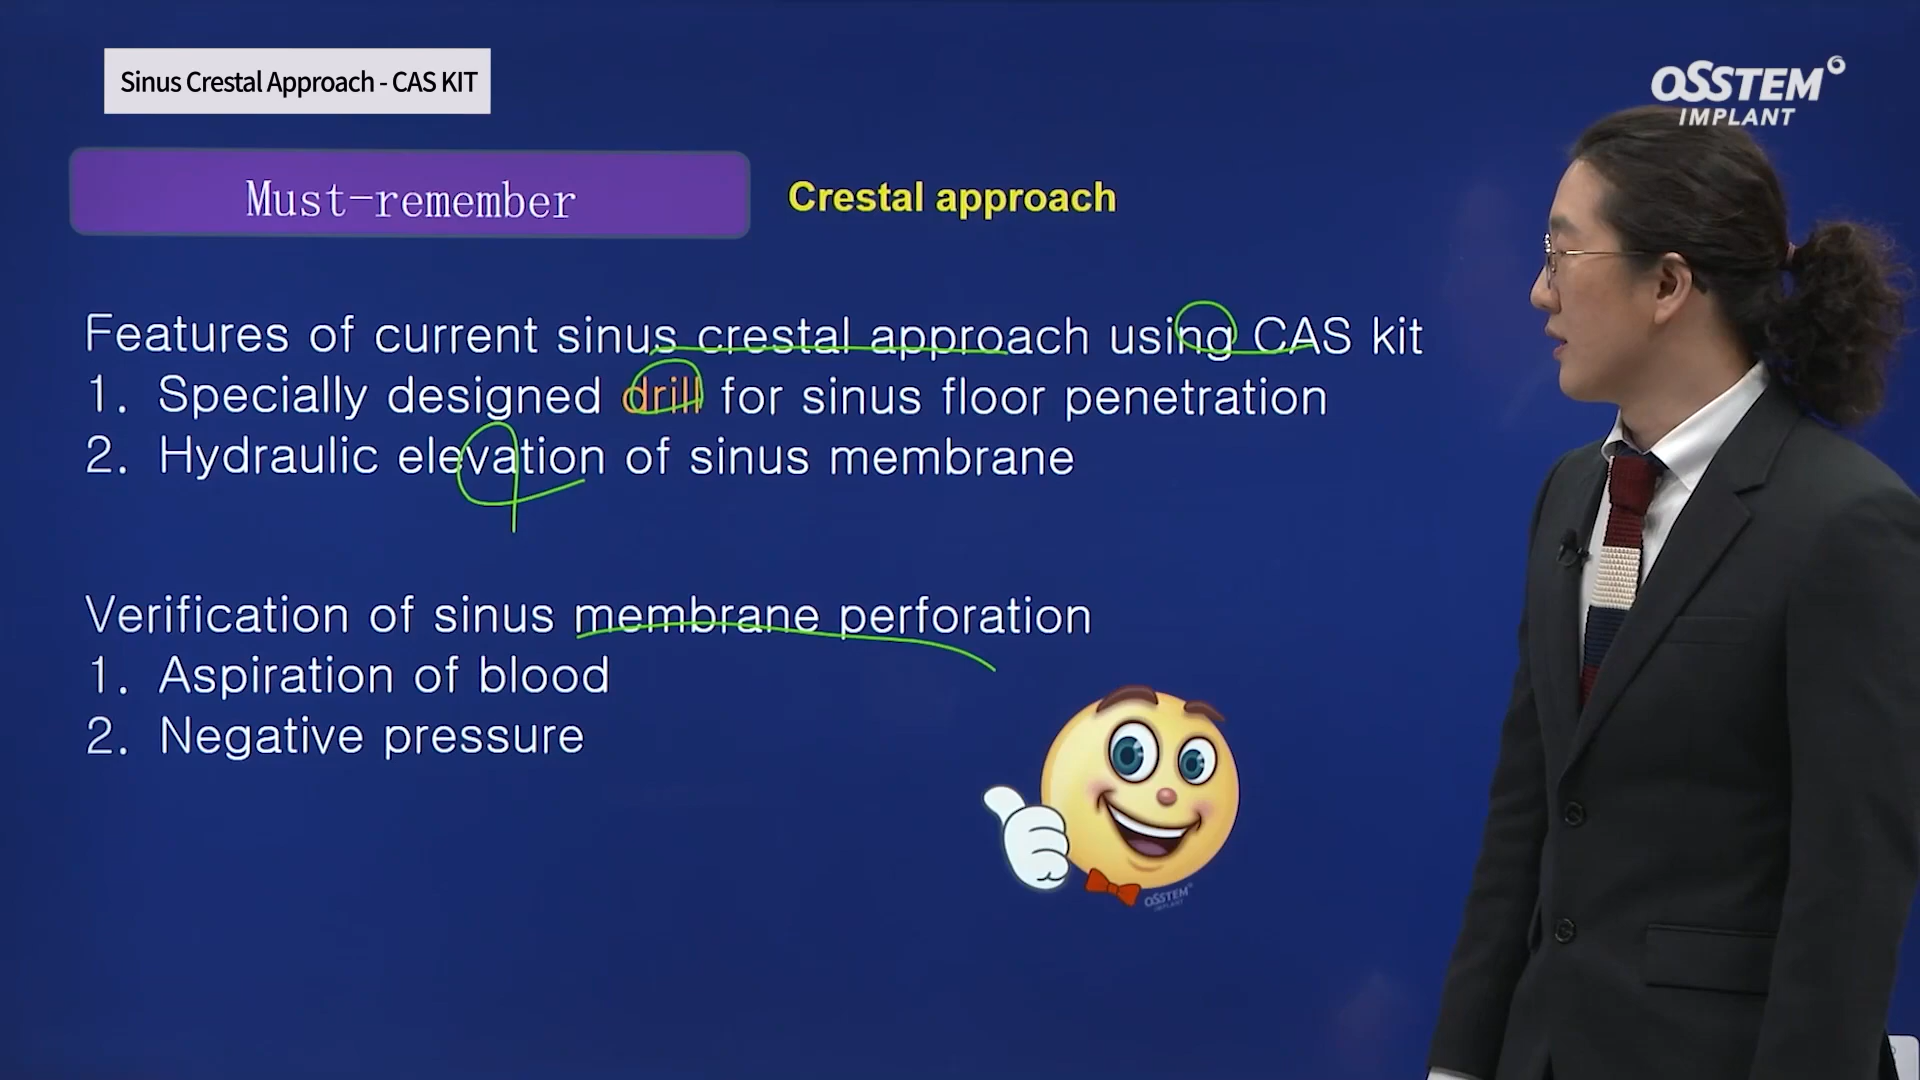 Sinus Crestal Approach - CAS KIT
OSSTEM
IMPLANT
Must-remember
Crestal approach
Features of current sinus crestal approach using CAS kit
1. Specially designed drill for sinus floor penetration
2. Hydraulic elevation of sinus membrane
Verification of sinus membrane perforation
1. Aspiration of blood
2. Negative pressure
OSSTEM
IMPLANT